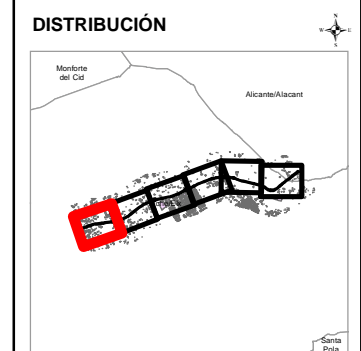 DISTRIBUCIÓN
N
W E
S
Monforte
del Cid
Alicante/Alacant
Santa
Pola